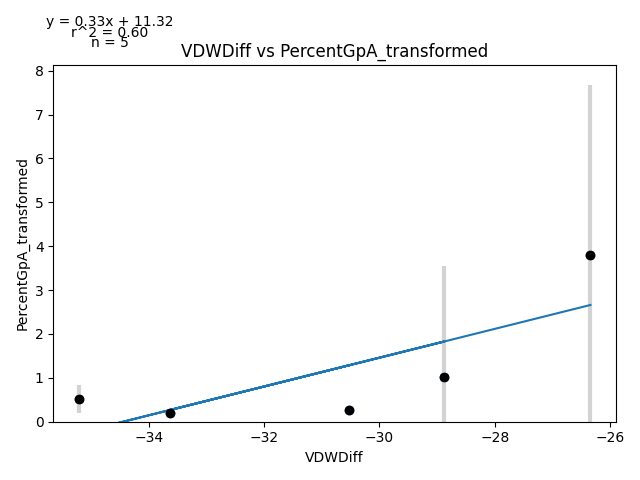 y = 0.33x + 11.32
r^2 = 0.60
n = 5
VDWDiff vs PercentGpA_transformed
8
7
6
5
4
3
2
1
0
PercentGpA_transformed
−34
−32
−30
−28
−26
VDWDiff